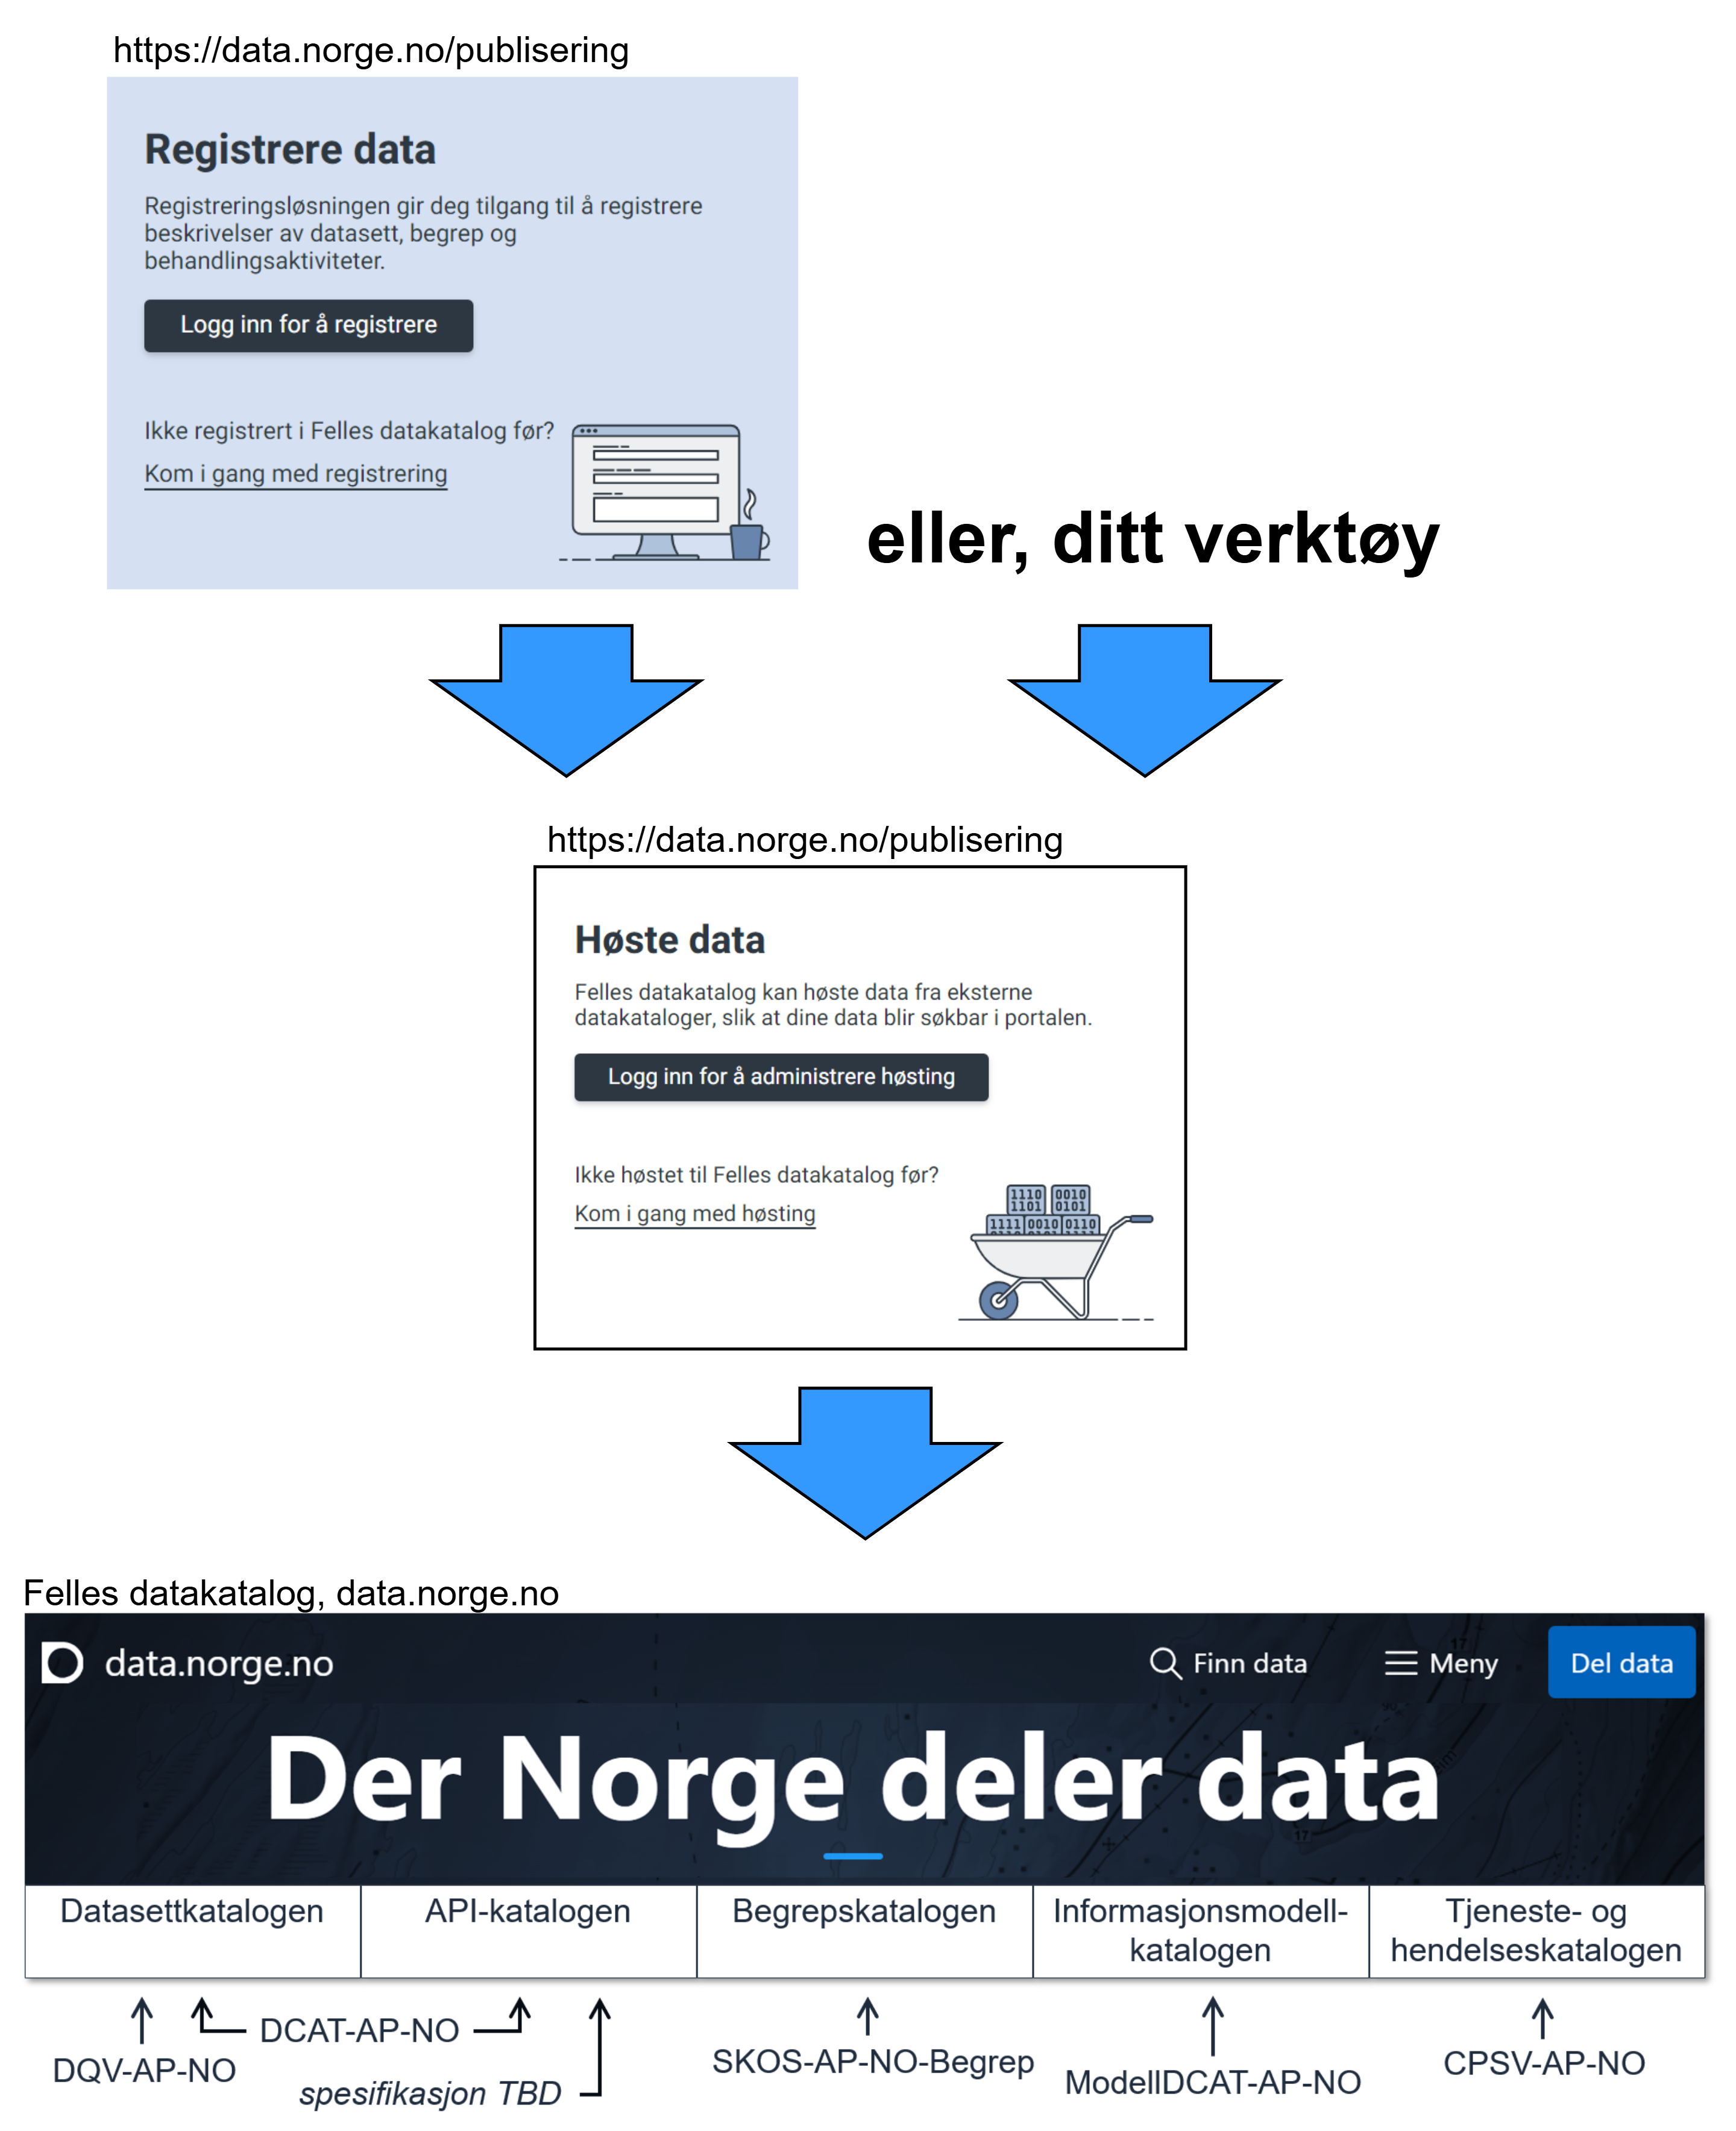 https://data.norge.no/publisering
Registrere data
Registreringsløsningen gir deg tilgang til å registrere
beskrivelser av datasett, begrep og
behandlingsaktiviteter.
Logg inn for å registrere
Ikke registrert i Felles datakatalog før?
Kom i gang med registrering
eller, ditt verktøy
https://data.norge.no/publisering
Høste data
Felles datakatalog kan høste data fra eksterne
datakataloger, slik at dine data blir søkbar i portalen.
Logg inn for å administrere høsting
Ikke høstet til Felles datakatalog før?
Kom i gang med høsting
1110 0010
1101 0101
1111 0010 0110
Felles datakatalog, data.norge.no
data.norge.no
Finn data
Meny
Del data
Der Norge deler data
17
17
Datasettkatalogen
API-katalogen
Begrepskatalogen
Informasjonsmodell-
katalogen
Tjeneste- og
hendelseskatalogen
DCAT-AP-NO
DQV-AP-NO
spesifikasjon TBD
SKOS-AP-NO-Begrep
ModellDCAT-AP-NO
CPSV-AP-NO